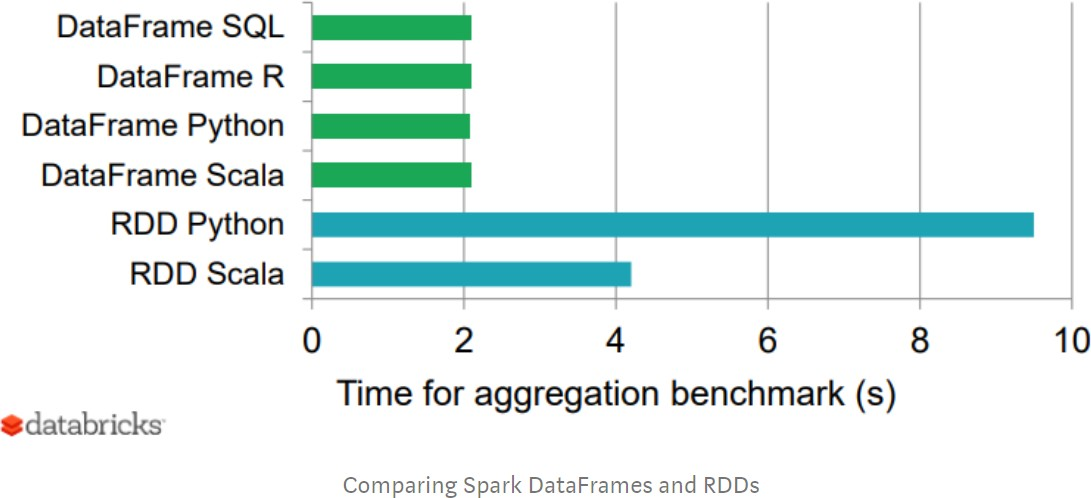 DataFrame SQL
DataFrame R
DataFrame Python
DataFrame Scala
RDD Python
RDD Scala
0 2 4 6 8 10
Time for aggregation benchmark (s)
databricks
Comparing Spark DataFrames and RDDs